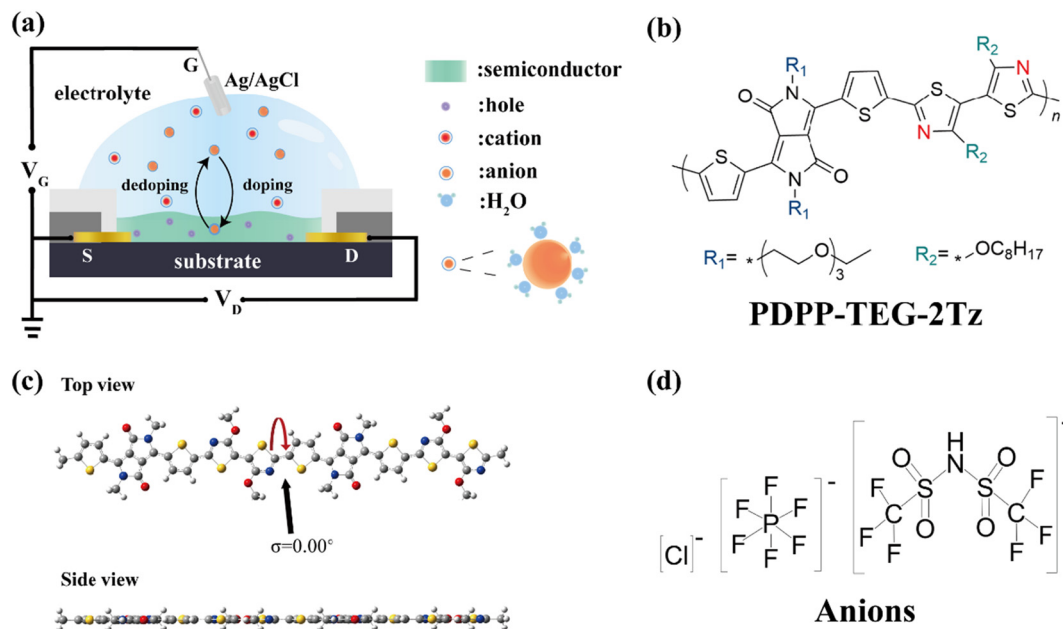 (a)
G
Ag/AgCl
electrolyte
V_G
dedoping
doping
S
D
substrate
V_D
:semiconductor
:hole
:cation
:anion
:H₂O
(b)
R₁
R₂
O
N
S
S
N
S
n
S
O
N
R₁
R₂
R₁= *(O)₃
R₂= *OC₈H₁₇
PDPP-TEG-2Tz
(c)
Top view
σ=0.00°
Side view
(d)
[Cl]⁻
F
F F
P
F F
F
-
H
O N O
F S S F
F C O O C F
F F
-
Anions